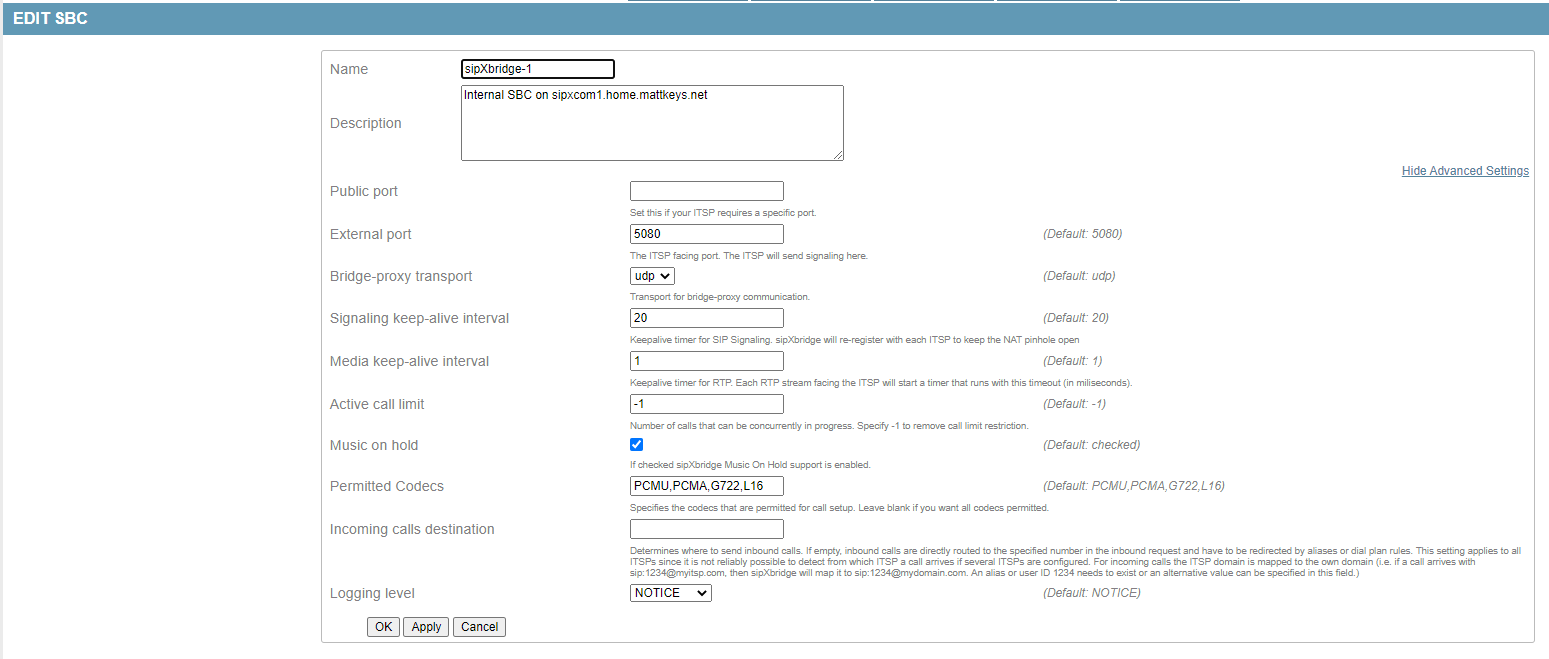 EDIT SBC
Name
sipXbridge-1
Description
Internal SBC on sipxcom1.home.mattkeys.net
Hide Advanced Settings
Public port
Set this if your ITSP requires a specific port.
External port
5080
(Default: 5080)
The ITSP facing port. The ITSP will send signaling here.
Bridge-proxy transport
udp
(Default: udp)
Transport for bridge-proxy communication.
Signaling keep-alive interval
20
(Default: 20)
Keepalive timer for SIP Signaling. sipXbridge will re-register with each ITSP to keep the NAT pinhole open
Media keep-alive interval
1
(Default: 1)
Keepalive timer for RTP. Each RTP stream facing the ITSP will start a timer that runs with this timeout (in miliseconds).
Active call limit
-1
(Default: -1)
Number of calls that can be concurrently in progress. Specify -1 to remove call limit restriction.
Music on hold
(Default: checked)
If checked sipXbridge Music On Hold support is enabled.
Permitted Codecs
PCMU,PCMA,G722,L16
(Default: PCMU,PCMA,G722,L16)
Specifies the codecs that are permitted for call setup. Leave blank if you want all codecs permitted.
Incoming calls destination
Determines where to send inbound calls. If empty, inbound calls are directly routed to the specified number in the inbound request and have to be redirected by aliases or dial plan rules. This setting applies to all
ITSPs since it is not reliably possible to detect from which ITSP a call arrives if several ITSPs are configured. For incoming calls the ITSP domain is mapped to the own domain (i.e. if a call arrives with
sip:1234@myitsp.com, then sipXbridge will map it to sip:1234@mydomain.com. An alias or user ID 1234 needs to exist or an alternative value can be specified in this field.)
Logging level
NOTICE
(Default: NOTICE)
OK
Apply
Cancel